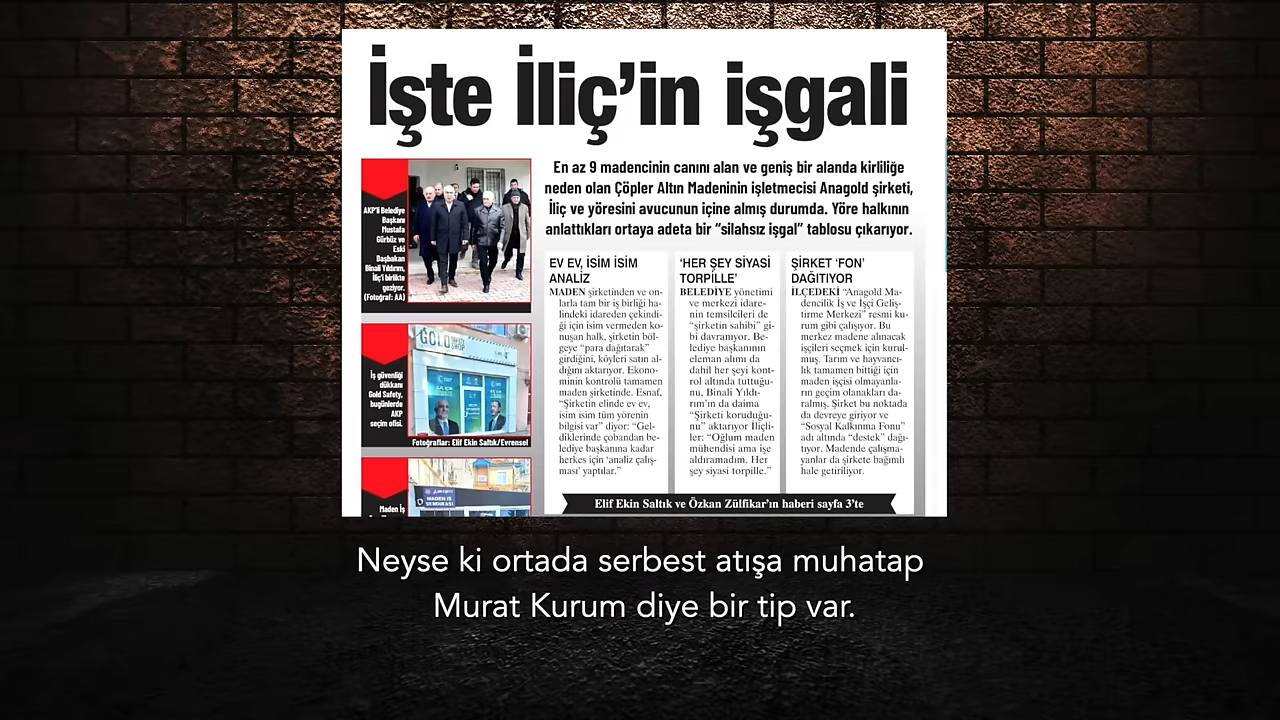 İşte İliç’in işgali
En az 9 madencinin canını alan ve geniş bir alanda kirliliğe
neden olan Çöpler Altın Madeninin işletmecisi Anagold şirketi,
İliç ve yöresini avucunun içine almış durumda. Yöre halkının
anlattıkları ortaya adeta bir “silahsız işgal” tablosu çıkarıyor.
AKP’li Belediye
Başkanı
Mustafa
Gürbüz ve
Eski
Başbakan
Binali Yıldırım,
İliç’i birlikte
geziyor.
(Fotoğraf: AA)
İş güvenliği
dükkanı
Gold Safety,
bugünlerde
AKP
seçim ofisi.
GOLD
Fotoğraflar: Elif Ekin Saltık/Evrensel
Maden İş
MADEN İŞ
SENDİKASI
EV EV, İSİM İSİM
ANALİZ
MADEN şirketinden ve on-
larla tam bir iş birliği ha-
lindeki idareden çekindi-
ği için isim vermeden ko-
nuşan halk, şirketin böl-
geye “para dağıtarak”
girdiğini, köyleri satın al-
dığını aktarıyor. Ekono-
minin kontrolü tamamen
maden şirketinde. Esnaf,
“Şirketin elinde ev ev,
isim isim tüm yörenin
bilgisi var” diyor: “Gel-
diklerinde çobandan be-
lediye başkanına kadar
herkes için ‘analiz çalış-
ması’ yaptılar.”
‘HER ŞEY SİYASİ
TORPİLLE’
BELEDİYE yönetimi
ve merkezi idare-
nin temsilcileri de
“şirketin sahibi” gi-
bi davranıyor. Be-
lediye başkanının
eleman alımı da
dahil her şeyi kont-
rol altında tuttuğu-
nu, Binali Yıldı-
rım’ın da daima
“Şirketi koruduğu-
nu” aktarıyor İliçli-
ler: “Oğlum maden
mühendisi ama işe
aldıramadım. Her
şey siyasi torpille.”
ŞİRKET ‘FON’
DAĞITIYOR
İLÇEDEKİ “Anagold Ma-
dencilik İş ve İşçi Geliş-
tirme Merkezi” resmi ku-
rum gibi çalışıyor. Bu
merkez madene alınacak
işçileri seçmek için kurul-
muş. Tarım ve hayvancı-
lık tamamen bittiği için
maden işçisi olmayanla-
rın geçim olanakları da-
ralmış. Şirket bu noktada
da devreye giriyor ve
“Sosyal Kalkınma Fonu”
adı altında “destek” dağı-
tıyor. Madende çalışma-
yanlar da şirkete bağımlı
hale getiriliyor.
Elif Ekin Saltık ve Özkan Zülfikar’ın haberi sayfa 3’te
Neyse ki ortada serbest atışa muhatap
Murat Kurum diye bir tip var.